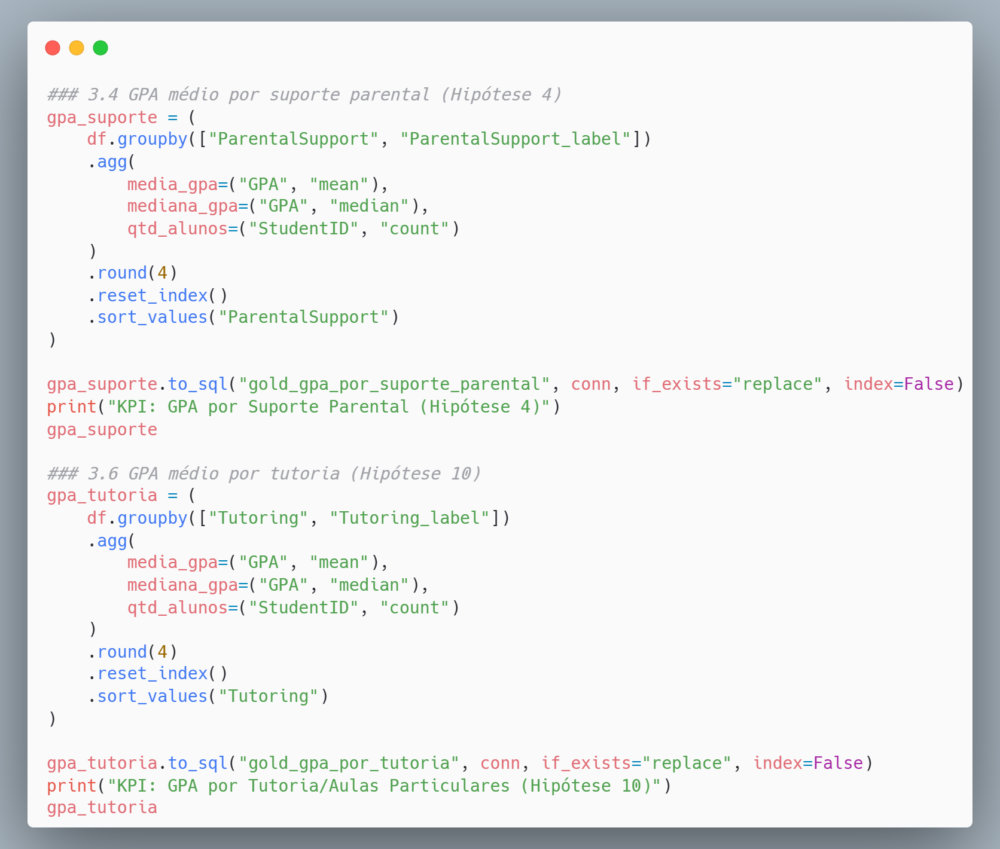 ### 3.4 GPA médio por suporte parental (Hipótese 4)
gpa_suporte = (
    df.groupby(["ParentalSupport", "ParentalSupport_label"])
    .agg(
        media_gpa=("GPA", "mean"),
        mediana_gpa=("GPA", "median"),
        qtd_alunos=("StudentID", "count")
    )
    .round(4)
    .reset_index()
    .sort_values("ParentalSupport")
)

gpa_suporte.to_sql("gold_gpa_por_suporte_parental", conn, if_exists="replace", index=False)
print("KPI: GPA por Suporte Parental (Hipótese 4)")
gpa_suporte

### 3.6 GPA médio por tutoria (Hipótese 10)
gpa_tutoria = (
    df.groupby(["Tutoring", "Tutoring_label"])
    .agg(
        media_gpa=("GPA", "mean"),
        mediana_gpa=("GPA", "median"),
        qtd_alunos=("StudentID", "count")
    )
    .round(4)
    .reset_index()
    .sort_values("Tutoring")
)

gpa_tutoria.to_sql("gold_gpa_por_tutoria", conn, if_exists="replace", index=False)
print("KPI: GPA por Tutoria/Aulas Particulares (Hipótese 10)")
gpa_tutoria